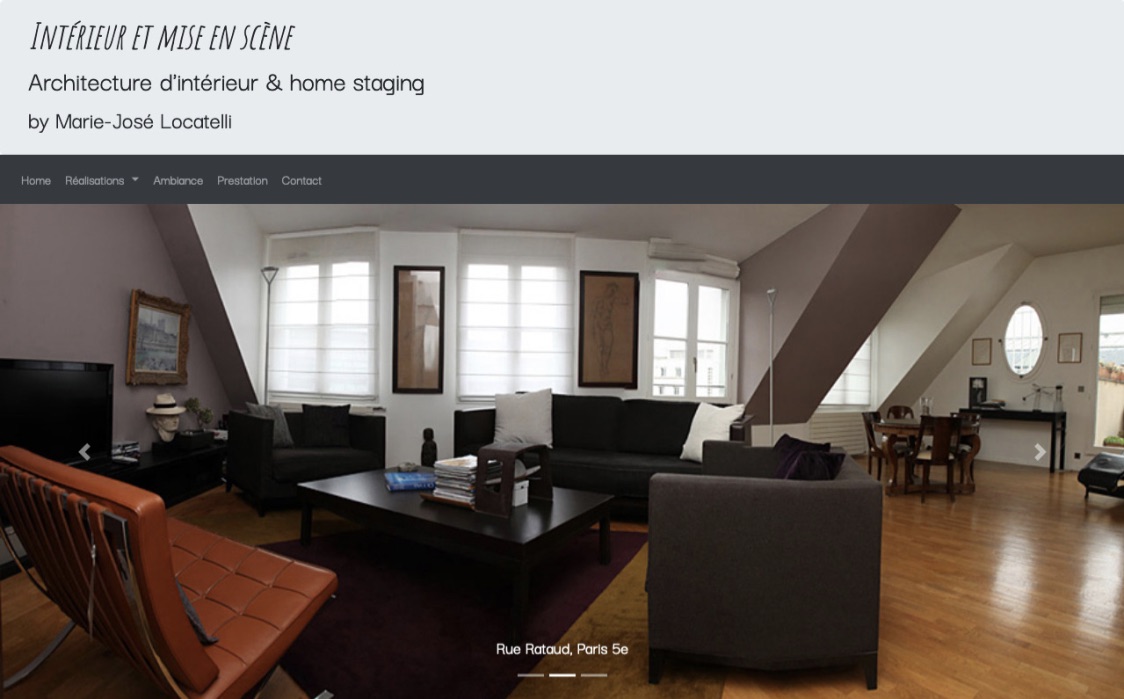 Intérieur et mise en scène
Architecture d'intérieur & home staging
by Marie-José Locatelli
Home Réalisations Ambiance Prestation Contact
Rue Rataud, Paris 5e